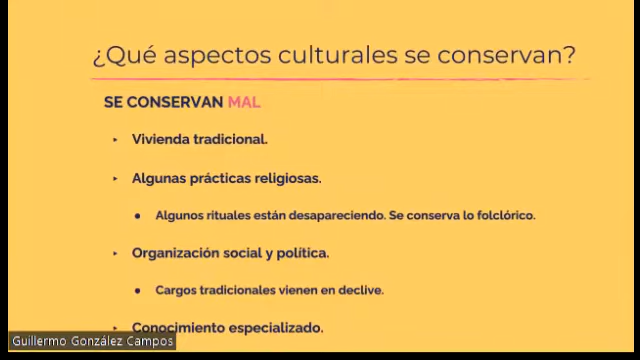 ¿Qué aspectos culturales se conservan?
SE CONSERVAN MAL
Vivienda tradicional.
Algunas prácticas religiosas.
Algunos rituales están desapareciendo. Se conserva lo folclórico.
Organización social y política.
Cargos tradicionales vienen en declive.
Conocimiento especializado.
Guillermo González Campos